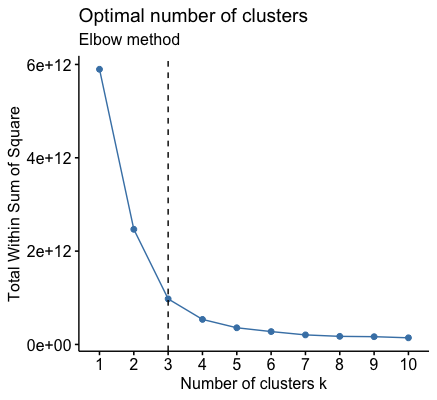 Optimal number of clusters
Elbow method
Total Within Sum of Square
6e+12
4e+12
2e+12
0e+00
1 2 3 4 5 6 7 8 9 10
Number of clusters k